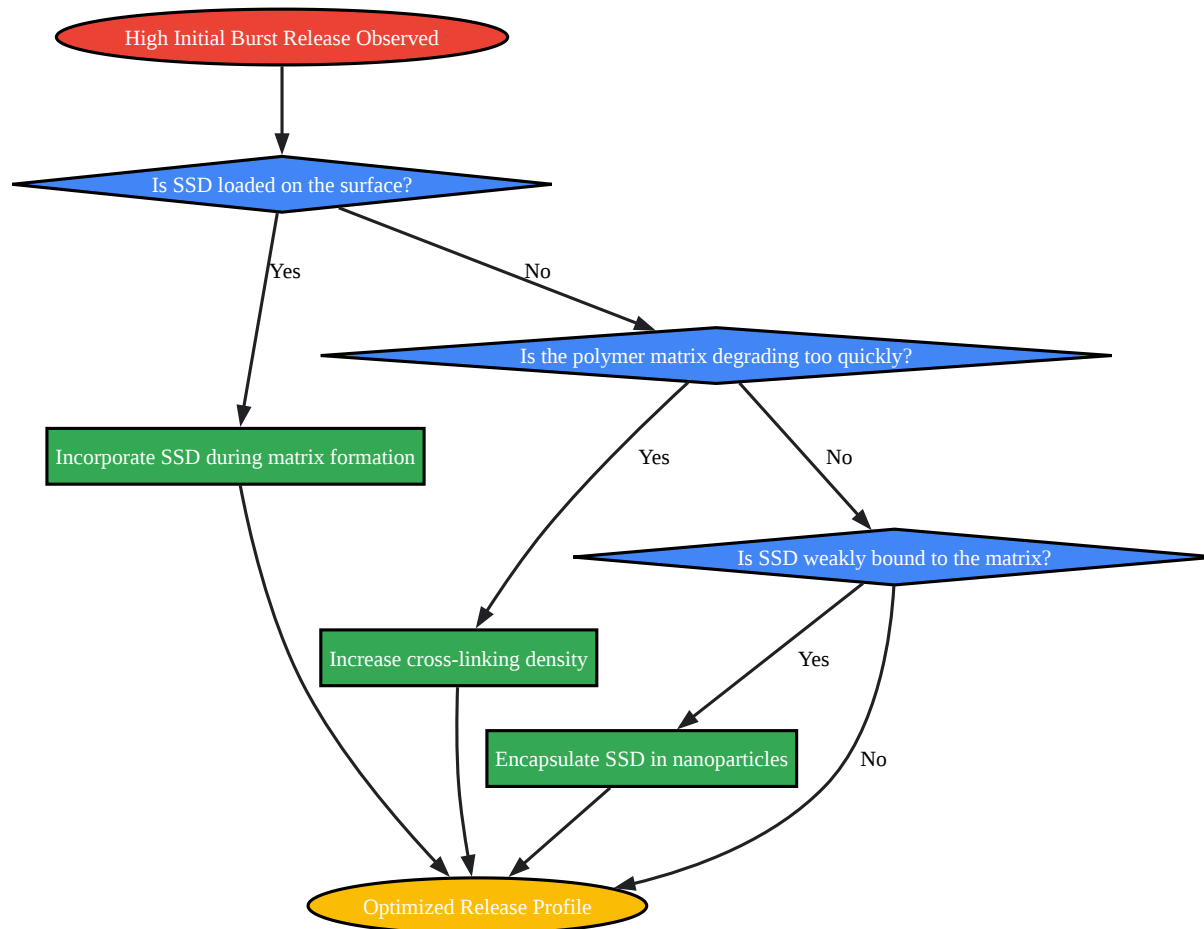 High Initial Burst Release Observed
Is SSD loaded on the surface?
Yes
No
Is the polymer matrix degrading too quickly?
Incorporate SSD during matrix formation
Yes
No
Is SSD weakly bound to the matrix?
Increase cross-linking density
Yes
Encapsulate SSD in nanoparticles
No
Optimized Release Profile